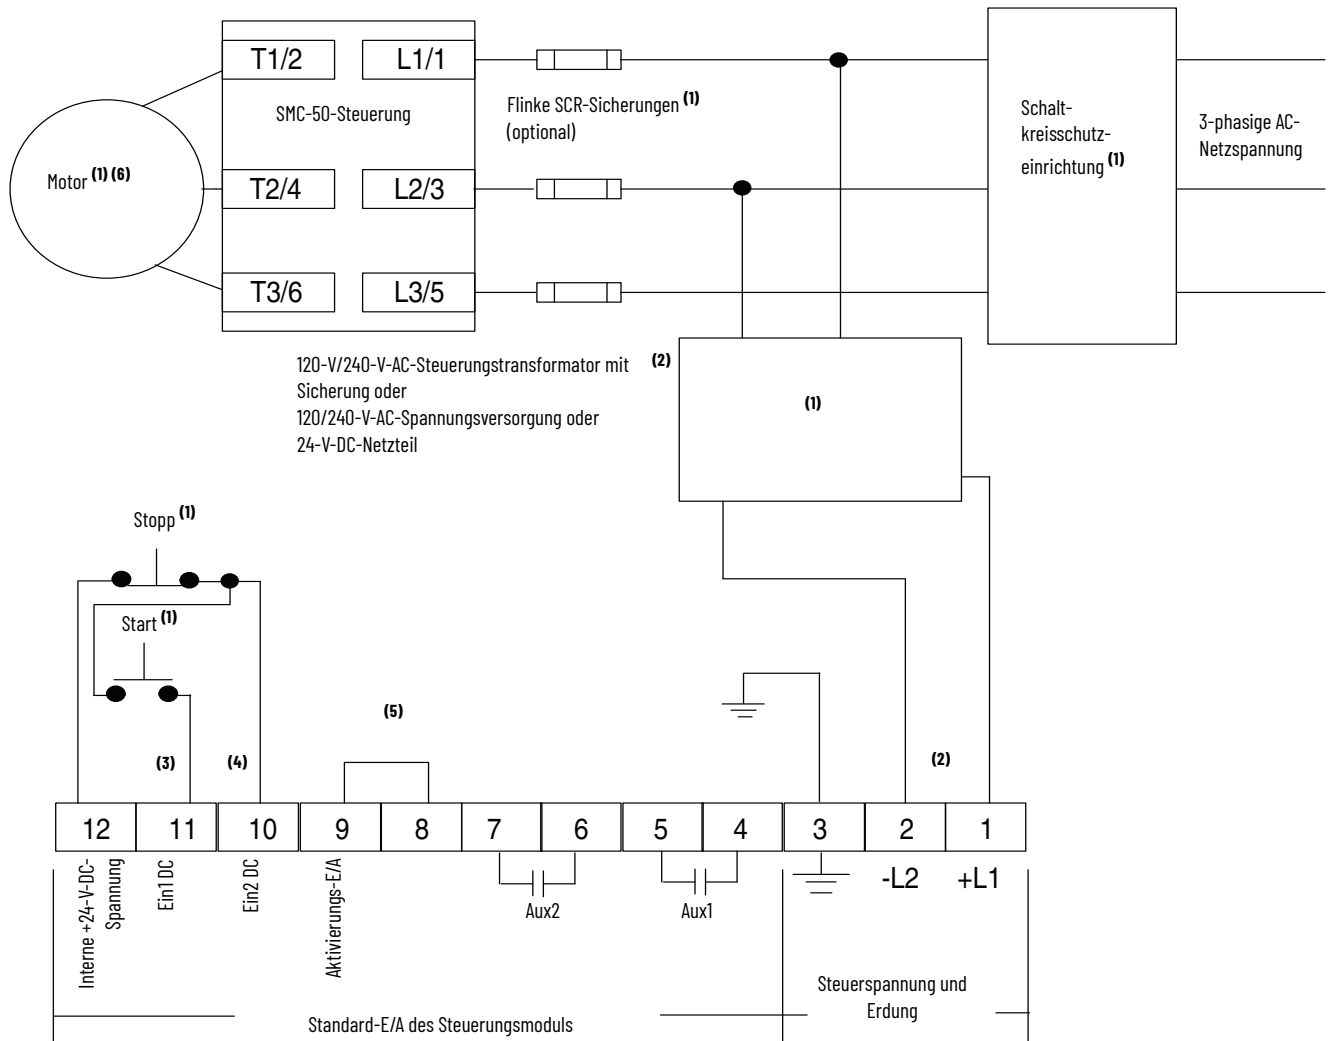 T1/2
L1/1
SMC-50-Steuerung
Flinke SCR-Sicherungen (1)
(optional)
Schalt-
kreisschutz-
einrichtung (1)
3-phasige AC-
Netzspannung
Motor (1) (6)
T2/4
L2/3
T3/6
L3/5
120-V/240-V-AC-Steuerungstransformator mit
Sicherung oder
120/240-V-AC-Spannungsversorgung oder
24-V-DC-Netzteil
(2)
(1)
Stopp (1)
Start (1)
(3)
(4)
(5)
(2)
12
11
10
9
8
7
6
5
4
3
2
1
Interne +24-V-DC-
Spannung
Ein1 DC
Ein2 DC
Aktivierungs-E/A
Aux2
Aux1
-L2
+L1
Steuerspannung und
Erdung
Standard-E/A des Steuerungsmoduls